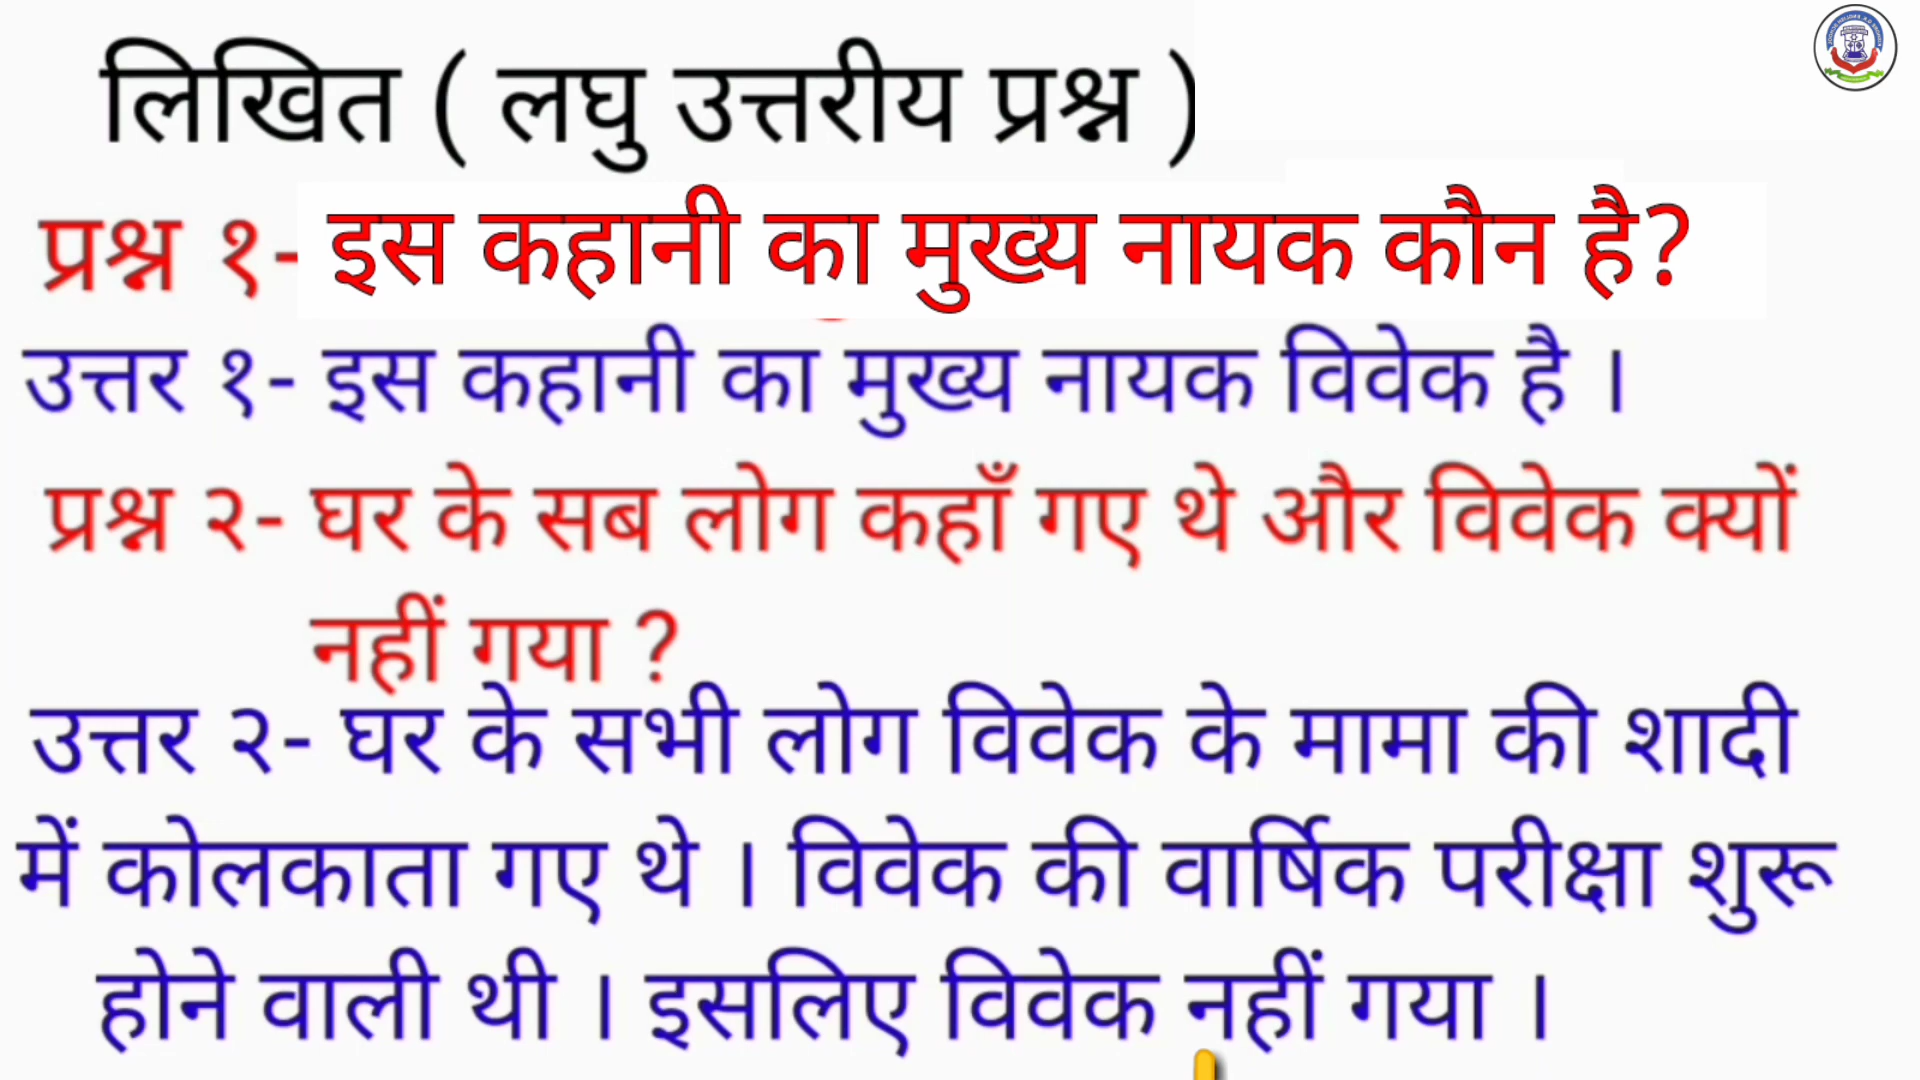 लिखित ( लघु उत्तरीय प्रश्न )
प्रश्न १- इस कहानी का मुख्य नायक कौन है?
उत्तर १- इस कहानी का मुख्य नायक विवेक है ।
प्रश्न २- घर के सब लोग कहाँ गए थे और विवेक क्यों
नहीं गया ?
उत्तर २- घर के सभी लोग विवेक के मामा की शादी
में कोलकाता गए थे । विवेक की वार्षिक परीक्षा शुरू
होने वाली थी । इसलिए विवेक नहीं गया ।